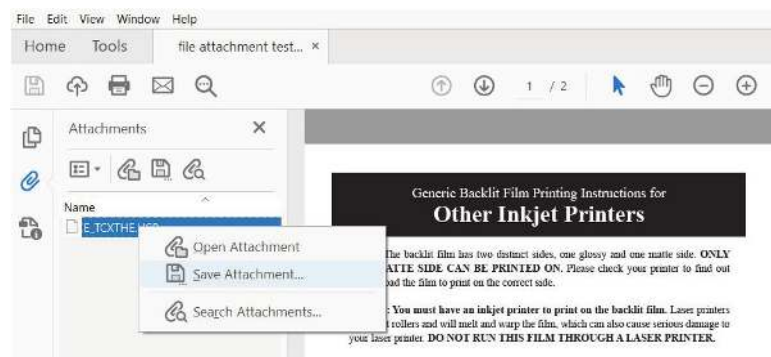 File Edit View Window Help
Home Tools file attachment test... ×
1 / 2
Attachments
Name
E_TCXTHE.
Open Attachment
Save Attachment...
Search Attachments...
Generic Backlit Film Printing Instructions for
Other Inkjet Printers
The backlit film has two distinct sides, one glossy and one matte side. ONLY
SIDE CAN BE PRINTED ON. Please check your printer to find out
the film to print on the correct side.
: You must have an inkjet printer to print on the backlit film. Laser printers
rollers and will melt and warp the film, which can also cause serious damage to
your laser printer. DO NOT RUN THIS FILM THROUGH A LASER PRINTER.